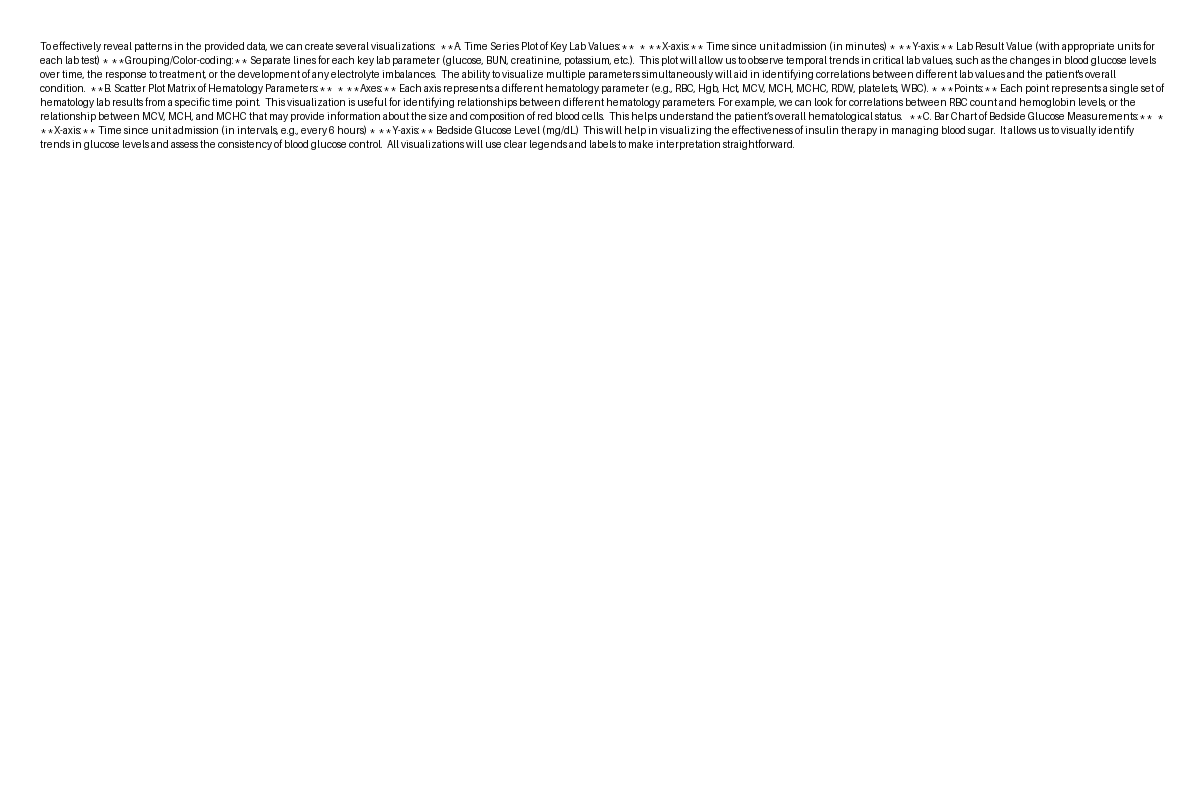 To effectively reveal patterns in the provided data, we can create several visualizations:  **A. Time Series Plot of Key Lab Values:**  * **X-axis:** Time since unit admission (in minutes) * **Y-axis:** Lab Result Value (with appropriate units for
each lab test) * **Grouping/Color-coding:** Separate lines for each key lab parameter (glucose, BUN, creatinine, potassium, etc.).  This plot will allow us to observe temporal trends in critical lab values, such as the changes in blood glucose levels
over time, the response to treatment, or the development of any electrolyte imbalances.  The ability to visualize multiple parameters simultaneously will aid in identifying correlations between different lab values and the patient's overall
condition.  **B. Scatter Plot Matrix of Hematology Parameters:**  * **Axes:** Each axis represents a different hematology parameter (e.g., RBC, Hgb, Hct, MCV, MCH, MCHC, RDW, platelets, WBC). * **Points:** Each point represents a single set of
hematology lab results from a specific time point.  This visualization is useful for identifying relationships between different hematology parameters. For example, we can look for correlations between RBC count and hemoglobin levels, or the
relationship between MCV, MCH, and MCHC that may provide information about the size and composition of red blood cells.  This helps understand the patient's overall hematological status.   **C. Bar Chart of Bedside Glucose Measurements:**  *
**X-axis:** Time since unit admission (in intervals, e.g., every 6 hours) * **Y-axis:** Bedside Glucose Level (mg/dL)  This will help in visualizing the effectiveness of insulin therapy in managing blood sugar.  It allows us to visually identify
trends in glucose levels and assess the consistency of blood glucose control.  All visualizations will use clear legends and labels to make interpretation straightforward.